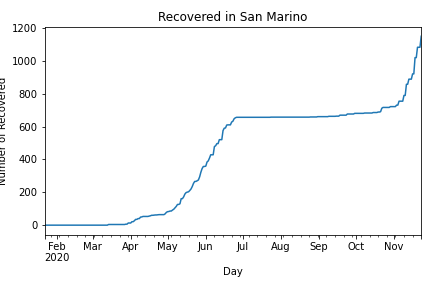 Recovered in San Marino
Number of Recovered
1200
1000
800
600
400
200
0
Feb Mar Apr May Jun Jul Aug Sep Oct Nov
2020
Day